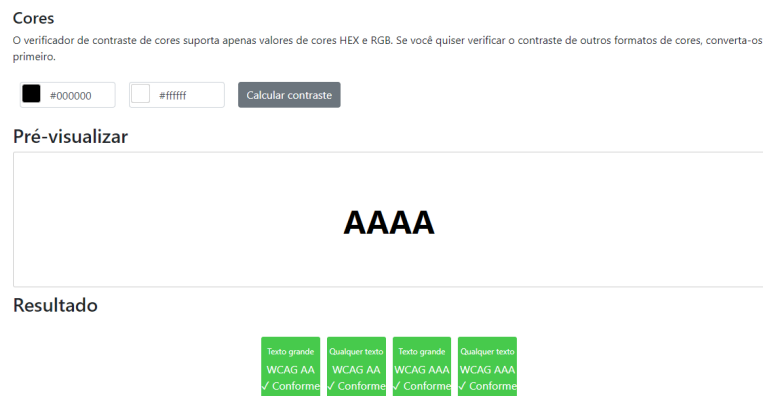 Cores
O verificador de contraste de cores suporta apenas valores de cores HEX e RGB. Se você quiser verificar o contraste de outros formatos de cores, converta-os
primeiro.
#000000 #ffffff Calcular contraste
Pré-visualizar
AAAA
Resultado
Texto grande Qualquer texto Texto grande Qualquer texto
WCAG AA WCAG AA WCAG AAA WCAG AAA
✓ Conforme ✓ Conforme ✓ Conforme ✓ Conforme